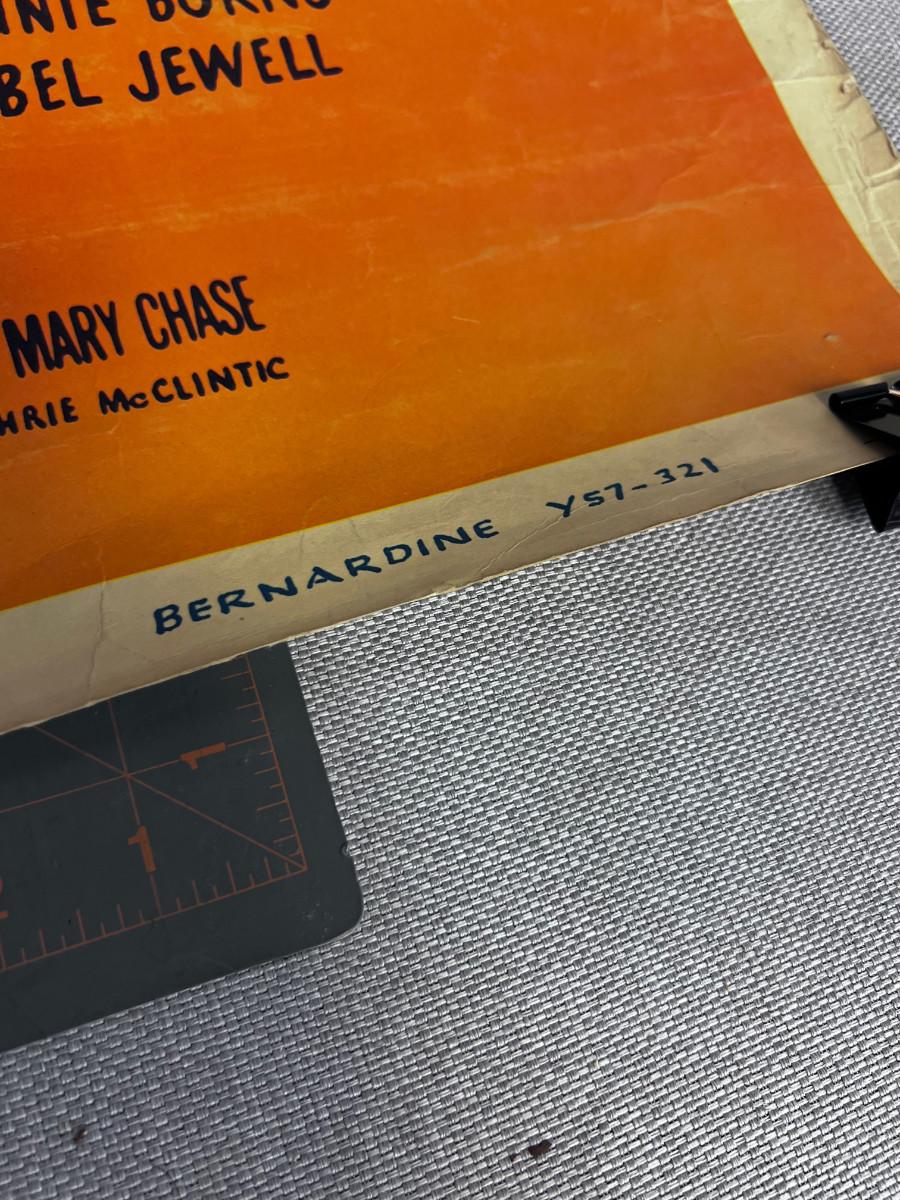 BEL JEWELL
MARY CHASE
HRIE McCLINTIC
BERNARDINE Y57-321
1
1